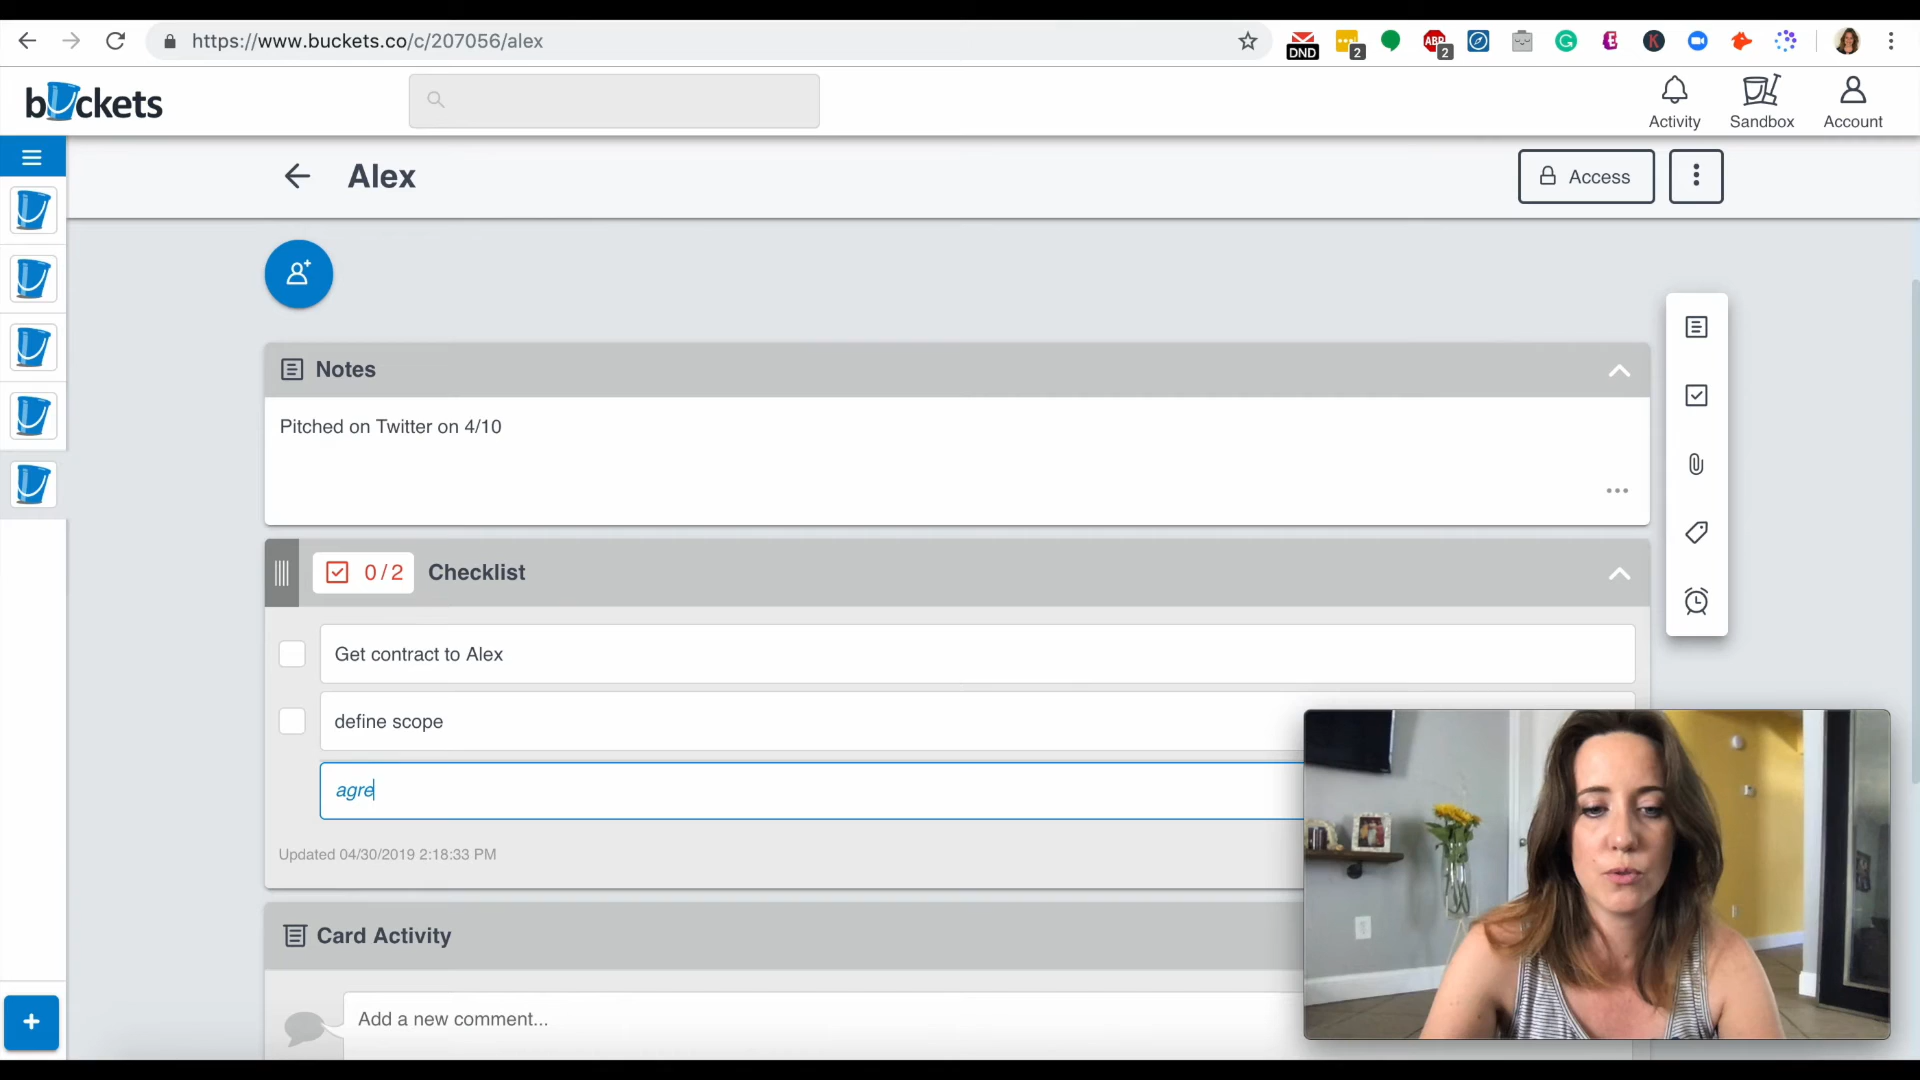 https://www.buckets.co/c/207056/alex
DND
2
ABP
2
buckets
Activity
Sandbox
Account
Alex
Access
Notes
Pitched on Twitter on 4/10
0/2
Checklist
Get contract to Alex
define scope
agre
Updated 04/30/2019 2:18:33 PM
Card Activity
Add a new comment...